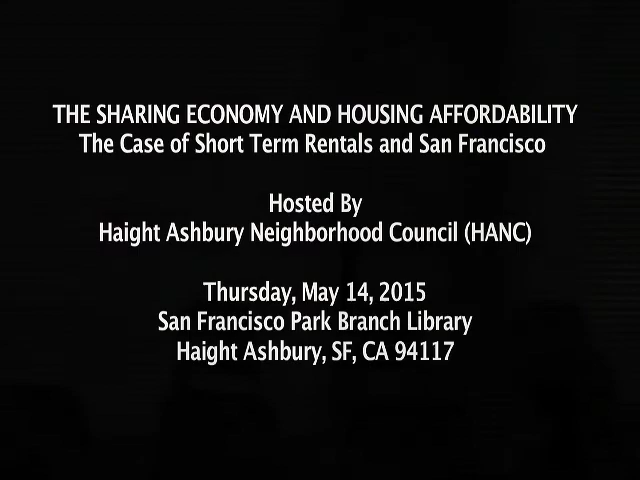 THE SHARING ECONOMY AND HOUSING AFFORDABILITY
The Case of Short Term Rentals and San Francisco
Hosted By
Haight Ashbury Neighborhood Council (HANC)
Thursday, May 14, 2015
San Francisco Park Branch Library
Haight Ashbury, SF, CA 94117